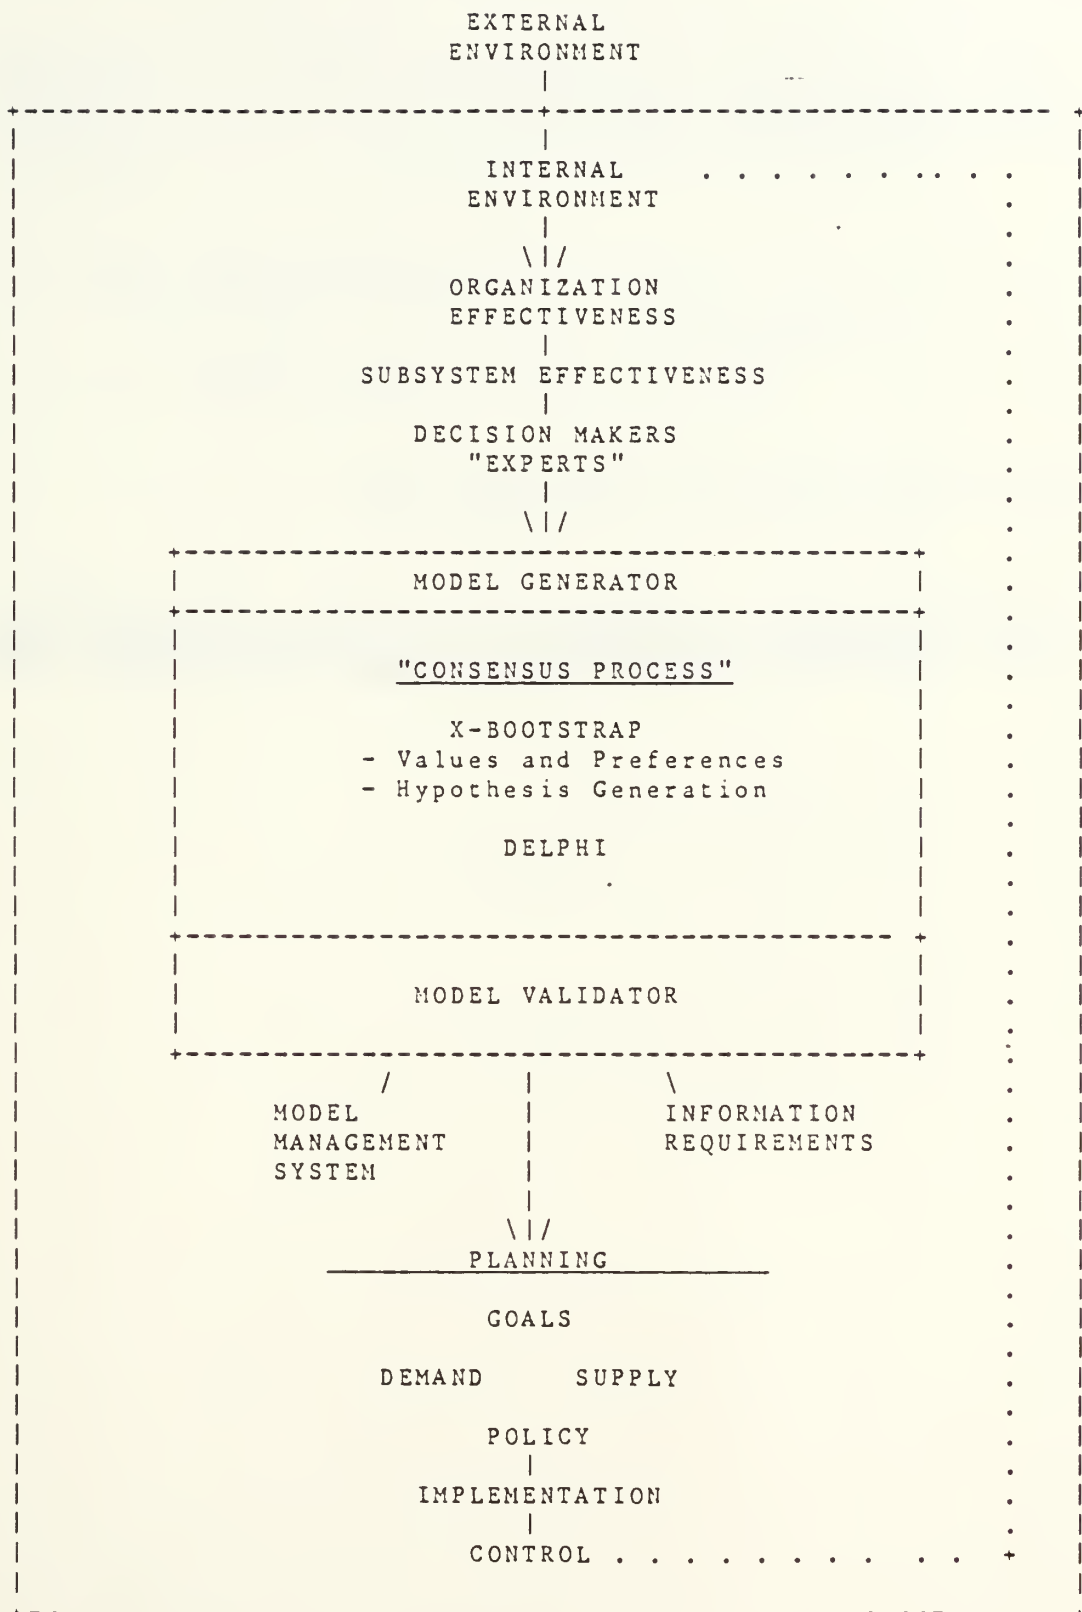 EXTERNAL
ENVIRONMENT
INTERNAL
ENVIRONMENT
ORGANIZATION
EFFECTIVENESS
SUBSYSTEM EFFECTIVENESS
DECISION MAKERS
"EXPERTS"
MODEL GENERATOR
"CONSENSUS PROCESS"
X-BOOTSTRAP
- Values and Preferences
- Hypothesis Generation
DELPHI
MODEL VALIDATOR
MODEL
MANAGEMENT
SYSTEM
INFORMATION
REQUIREMENTS
PLANNING
GOALS
DEMAND SUPPLY
POLICY
IMPLEMENTATION
CONTROL